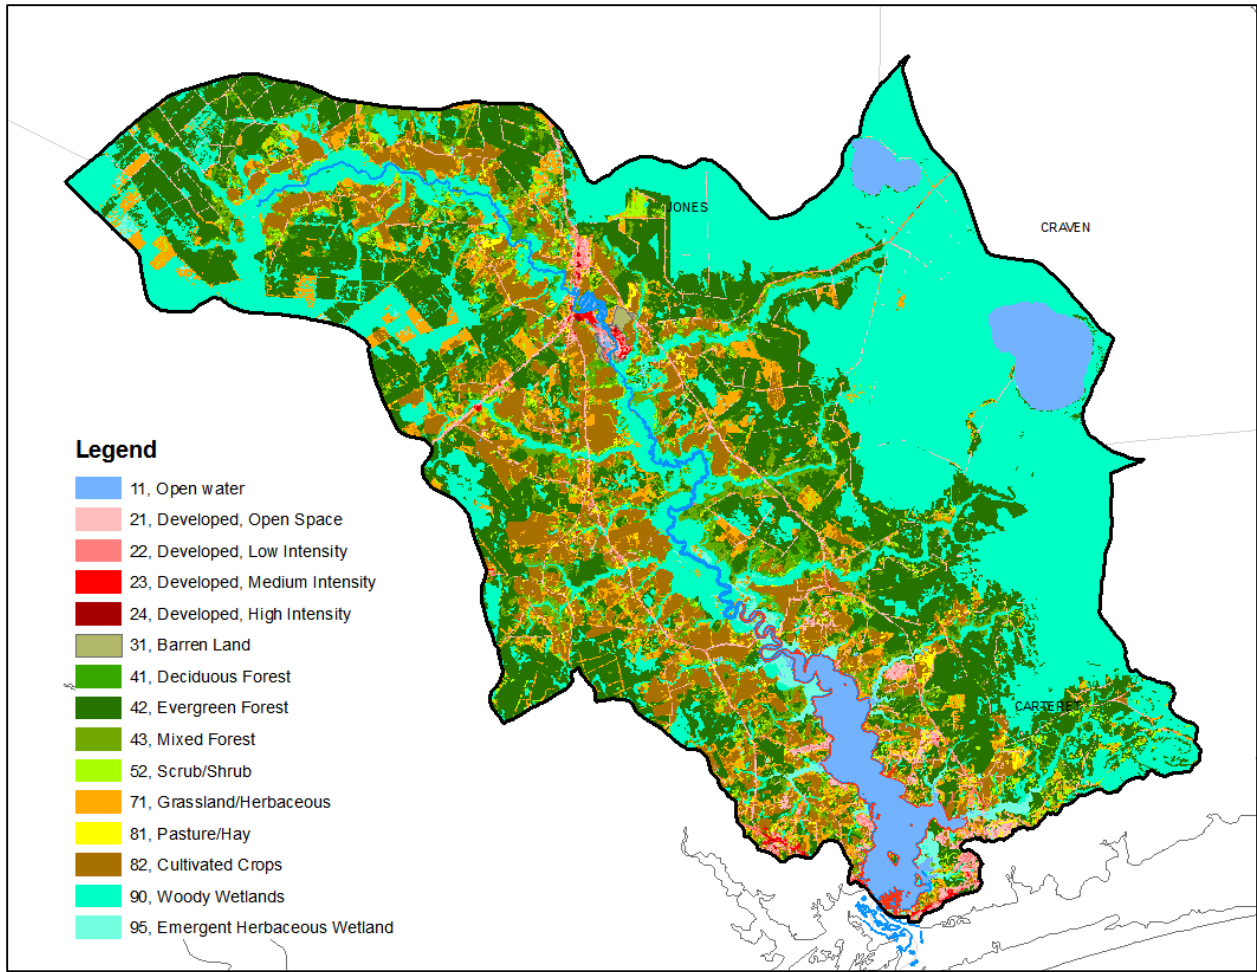 JONES
CRAVEN
Legend
11, Open water
21, Developed, Open Space
22, Developed, Low Intensity
23, Developed, Medium Intensity
24, Developed, High Intensity
31, Barren Land
41, Deciduous Forest
42, Evergreen Forest
43, Mixed Forest
52, Scrub/Shrub
71, Grassland/Herbaceous
81, Pasture/Hay
82, Cultivated Crops
90, Woody Wetlands
95, Emergent Herbaceous Wetland
CARTERET